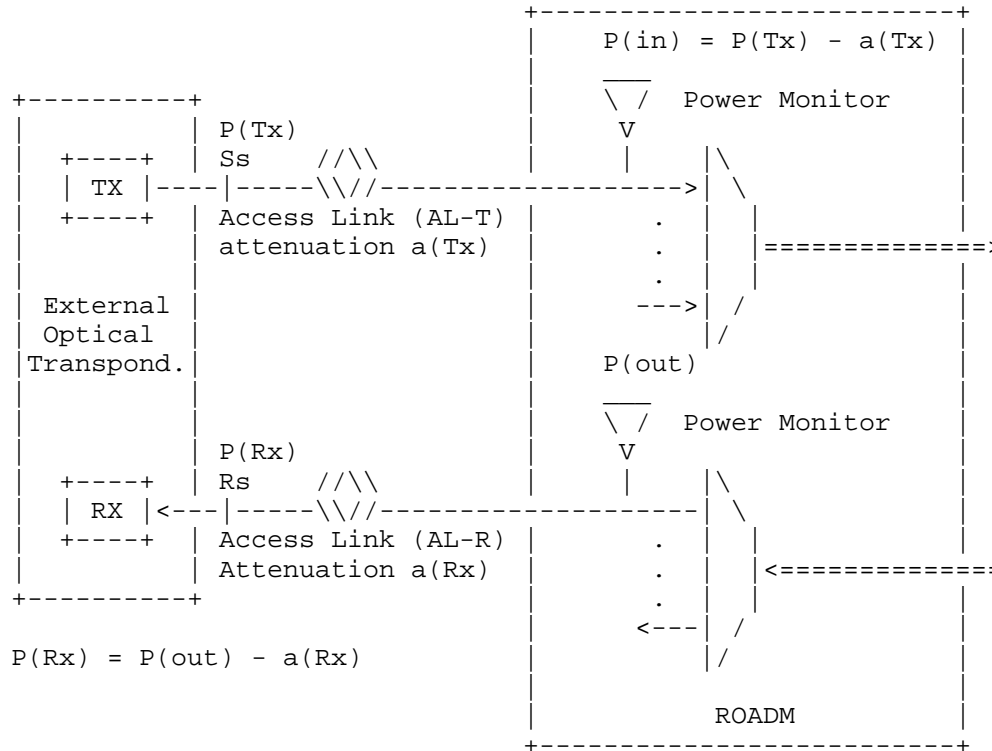 P(in) = P(Tx) - a(Tx)
Power Monitor
P(Tx)
V
Ss
TX
Access Link (AL-T)
attenuation a(Tx)
External
Optical
Transpond.
P(out)
Power Monitor
V
P(Rx)
Rs
RX
Access Link (AL-R)
Attenuation a(Rx)
P(Rx) = P(out) - a(Rx)
ROADM